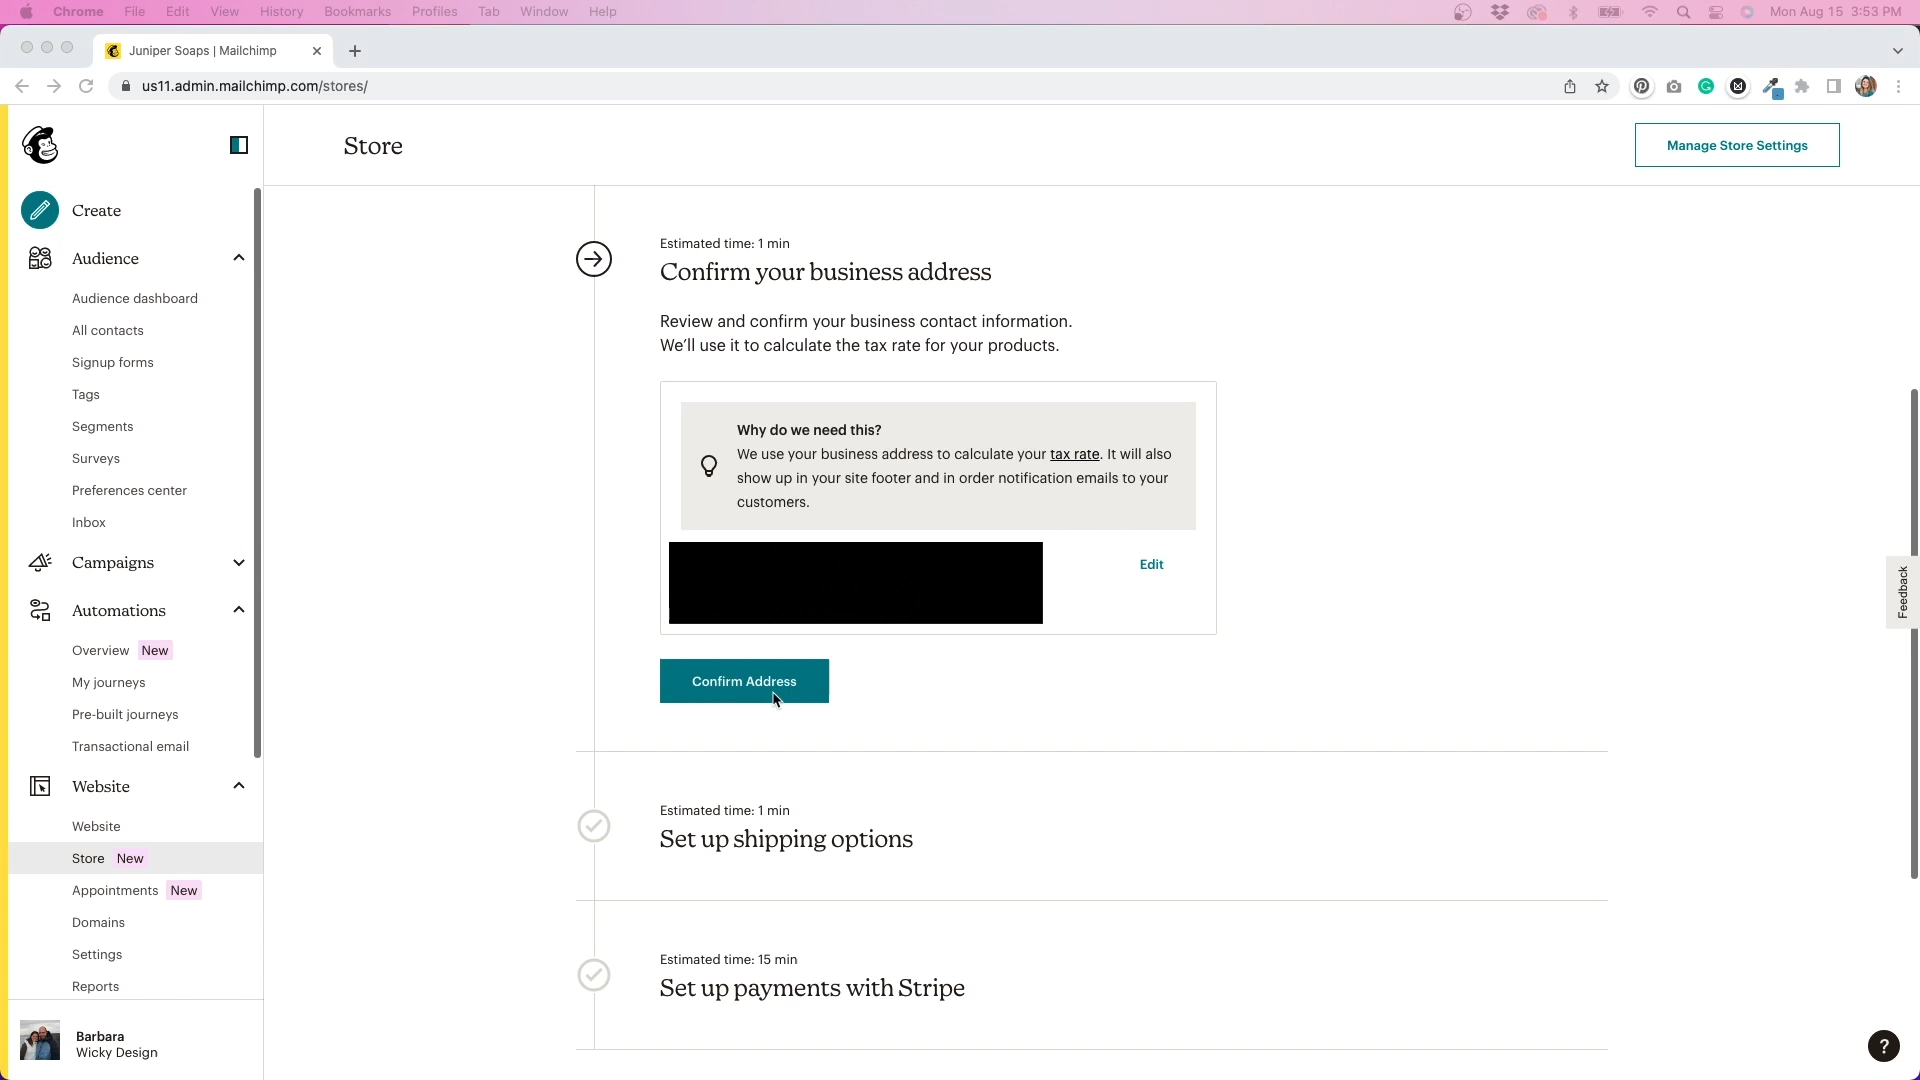 Chrome File Edit View History Bookmarks Profiles Tab Window Help Mon Aug 15 3:53 PM
Juniper Soaps | Mailchimp
us11.admin.mailchimp.com/stores/
Store
Manage Store Settings
Create
Audience
Audience dashboard
All contacts
Signup forms
Tags
Segments
Surveys
Preferences center
Inbox
Campaigns
Automations
Overview New
My journeys
Pre-built journeys
Transactional email
Website
Website
Store New
Appointments New
Domains
Settings
Reports
Barbara
Wicky Design
Estimated time: 1 min
Confirm your business address
Review and confirm your business contact information.
We'll use it to calculate the tax rate for your products.
Why do we need this?
We use your business address to calculate your tax rate. It will also
show up in your site footer and in order notification emails to your
customers.
Edit
Confirm Address
Estimated time: 1 min
Set up shipping options
Estimated time: 15 min
Set up payments with Stripe
Feedback
?